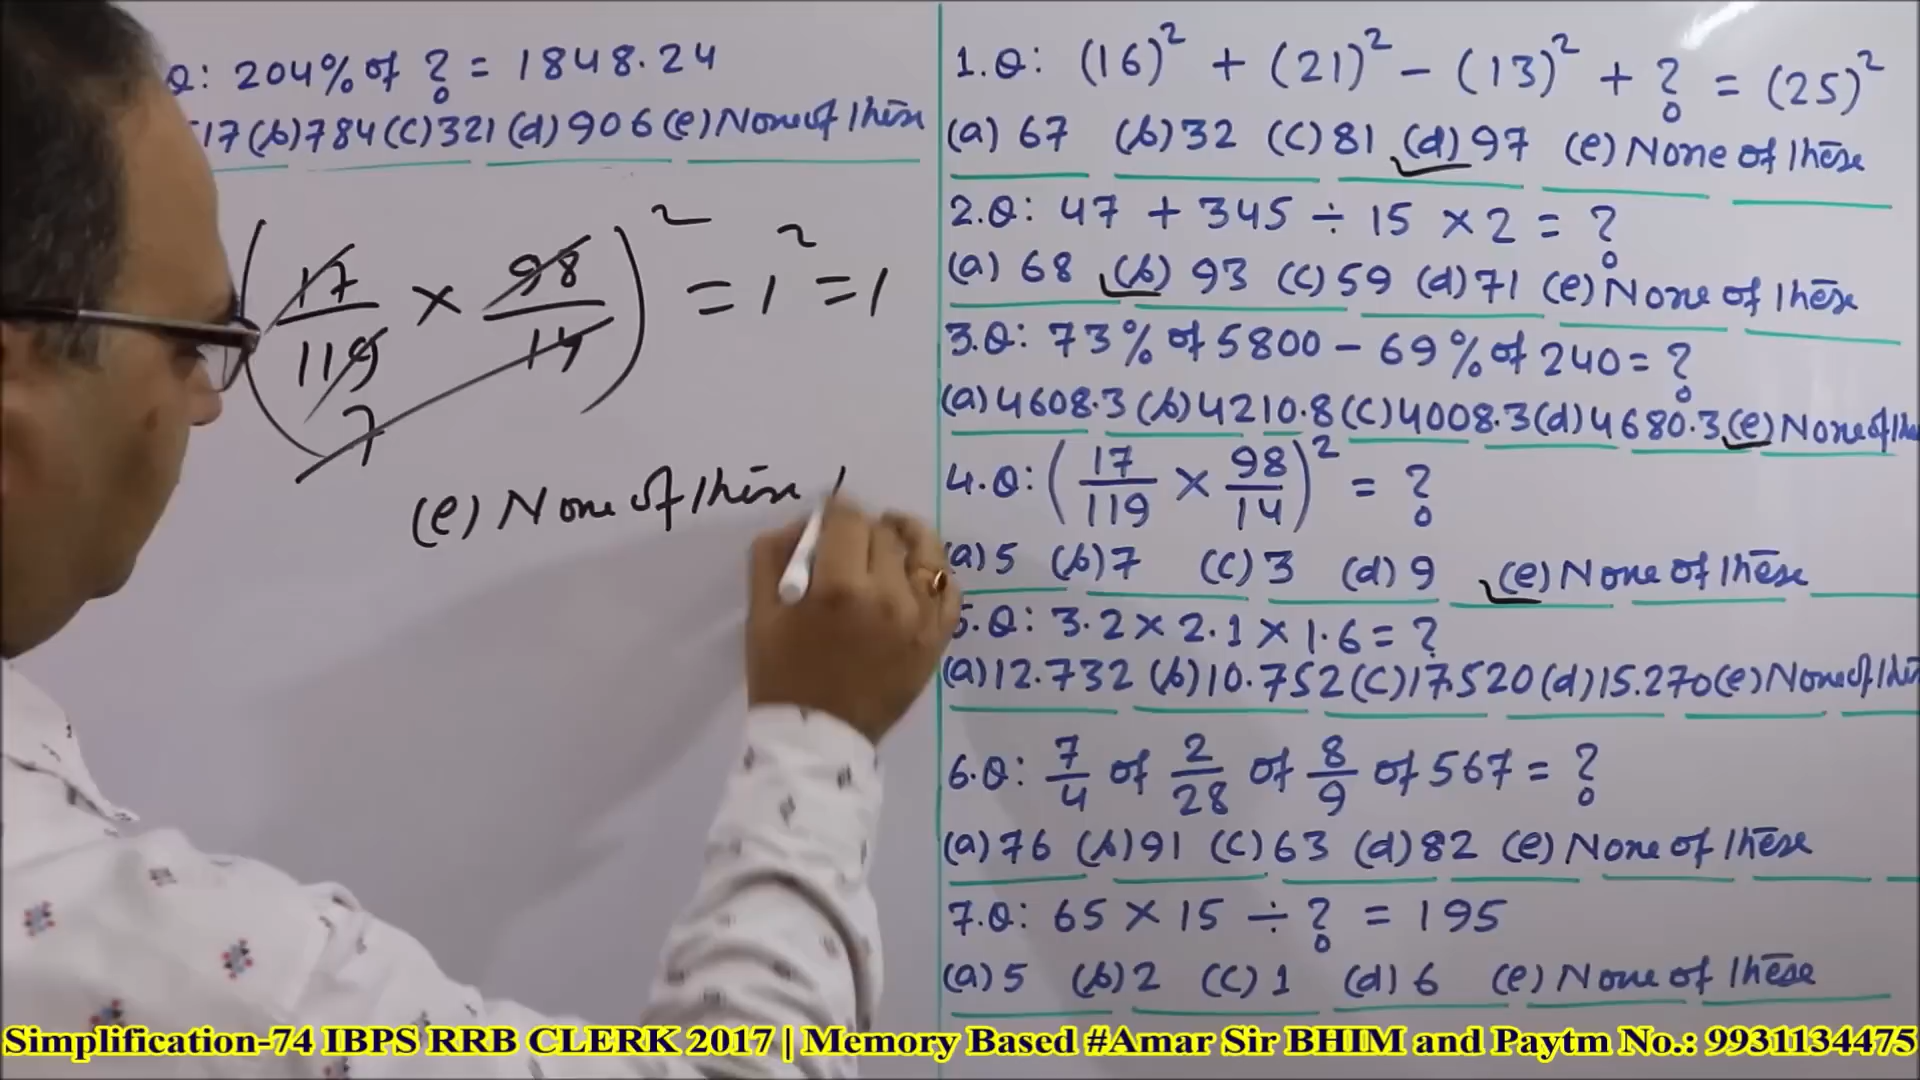 Q: 204% of ? = 1848.24
17 (b) 784 (c) 321 (d) 906 (e) None of these
(17/119 × 98/14)² = 1² = 1
7
(e) None of these
1.Q: (16)² + (21)² - (13)² + ? = (25)²
(a) 67 (b) 32 (c) 81 (d) 97 (e) None of these
2.Q: 47 + 345 ÷ 15 × 2 = ?
(a) 68 (b) 93 (c) 59 (d) 71 (e) None of these
3.Q: 73% of 5800 - 69% of 240 = ?
(a) 4608.3 (b) 4210.8 (c) 4008.3 (d) 4680.3 (e) None of
4.Q: (17/119 × 98/14)² = ?
(a) 5 (b) 7 (c) 3 (d) 9 (e) None of these
5.Q: 3.2 × 2.1 × 1.6 = ?
(a) 12.732 (b) 10.752 (c) 17.520 (d) 15.270 (e) None of
6.Q: 7/4 of 2/28 of 8/9 of 567 = ?
(a) 76 (b) 91 (c) 63 (d) 82 (e) None of these
7.Q: 65 × 15 ÷ ? = 195
(a) 5 (b) 2 (c) 1 (d) 6 (e) None of these
Simplification-74 IBPS RRB CLERK 2017 | Memory Based #Amar Sir BHIM and Paytm No.: 9931134475